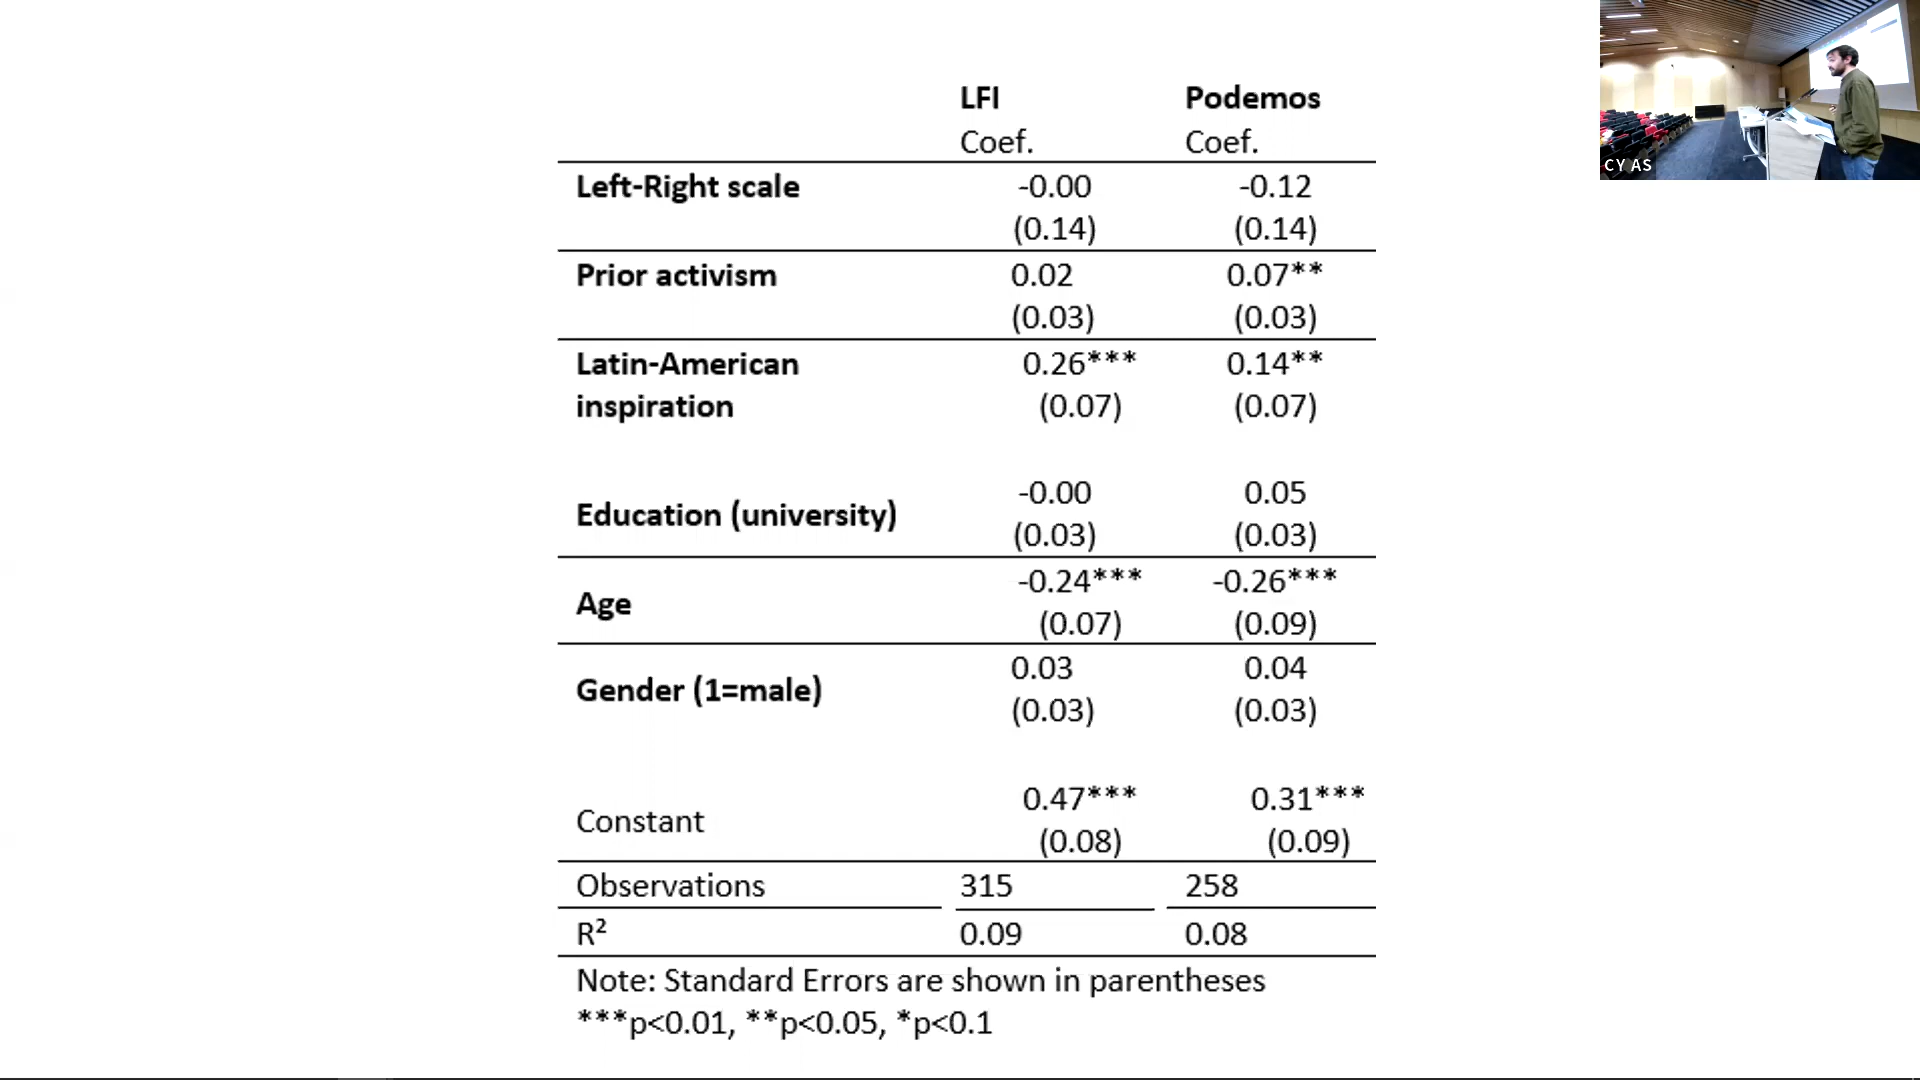 LFI Podemos
Coef. Coef.
Left-Right scale -0.00 -0.12
(0.14) (0.14)
Prior activism 0.02 0.07**
(0.03) (0.03)
Latin-American 0.26*** 0.14**
inspiration (0.07) (0.07)
-0.00 0.05
Education (university)
(0.03) (0.03)
-0.24*** -0.26***
Age
(0.07) (0.09)
0.03 0.04
Gender (1=male)
(0.03) (0.03)
0.47*** 0.31***
Constant
(0.08) (0.09)
Observations 315 258
R² 0.09 0.08
Note: Standard Errors are shown in parentheses
***p<0.01, **p<0.05, *p<0.1
CY AS